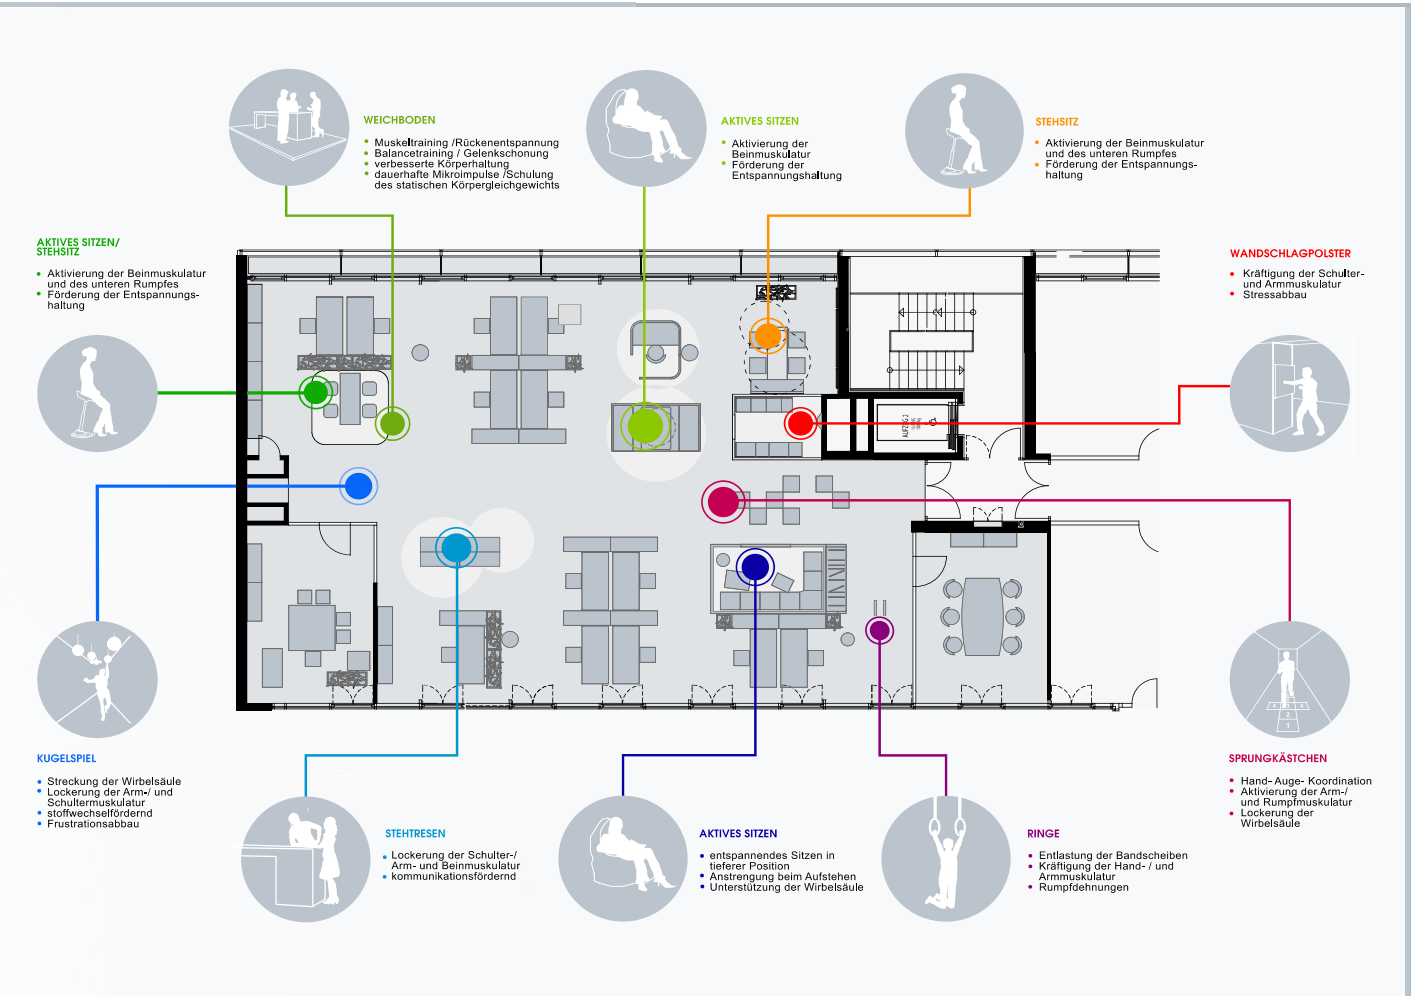 WEICHBODEN
Muskeltraining /Rückenentspannung
Balancetraining / Gelenkschonung
verbesserte Körperhaltung
dauerhafte Mikroimpulse /Schulung
des statischen Körpergleichgewichts
AKTIVES SITZEN
Aktivierung der
Beinmuskulatur
Förderung der
Entspannungshaltung
STEHSITZ
Aktivierung der Beinmuskulatur
und des unteren Rumpfes
Förderung der Entspannungs-
haltung
AKTIVES SITZEN/
STEHSITZ
Aktivierung der Beinmuskulatur
und des unteren Rumpfes
Förderung der Entspannungs-
haltung
WANDSCHLAGPOLSTER
Kräftigung der Schulter-
und Armmuskulatur
Stressabbau
AUFZUG 2
KUGELSPIEL
Streckung der Wirbelsäule
Lockerung der Arm-/ und
Schultermuskulatur
stoffwechselfördernd
Frustrationsabbau
STEHTRESEN
Lockerung der Schulter-/
Arm- und Beinmuskulatur
kommunikationsfördernd
AKTIVES SITZEN
entspannendes Sitzen in
tieferer Position
Anstrengung beim Aufstehen
Unterstützung der Wirbelsäule
RINGE
Entlastung der Bandscheiben
Kräftigung der Hand- / und
Armmuskulatur
Rumpfdehnungen
2
1
SPRUNGKÄSTCHEN
Hand- Auge- Koordination
Aktivierung der Arm-/
und Rumpfmuskulatur
Lockerung der
Wirbelsäule